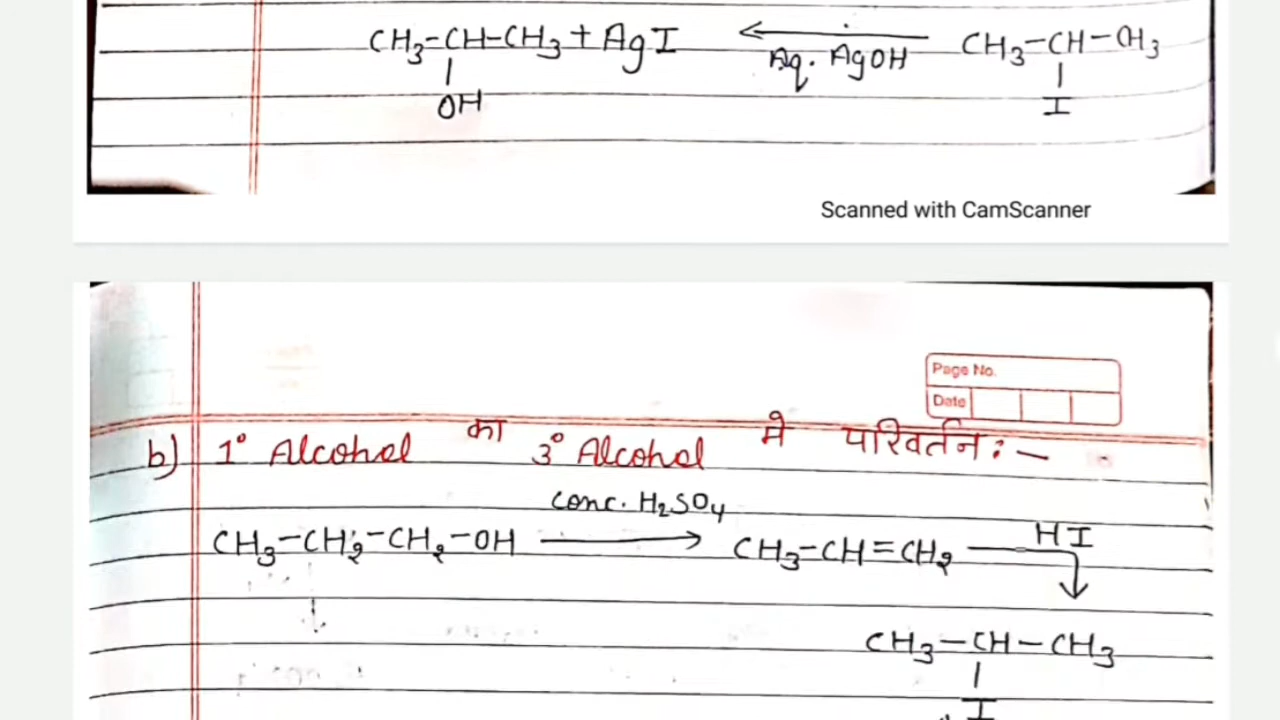 CH3-CH-CH3 + AgI ← Aq. AgOH CH3-CH-CH3
| |
OH I
Scanned with CamScanner
Page No.
Date
b) 1° Alcohol का 3° Alcohol में परिवर्तन :-
conc. H2SO4
CH3-CH2-CH2-OH → CH3-CH=CH2 HI ↓
CH3-CH-CH3
|
I